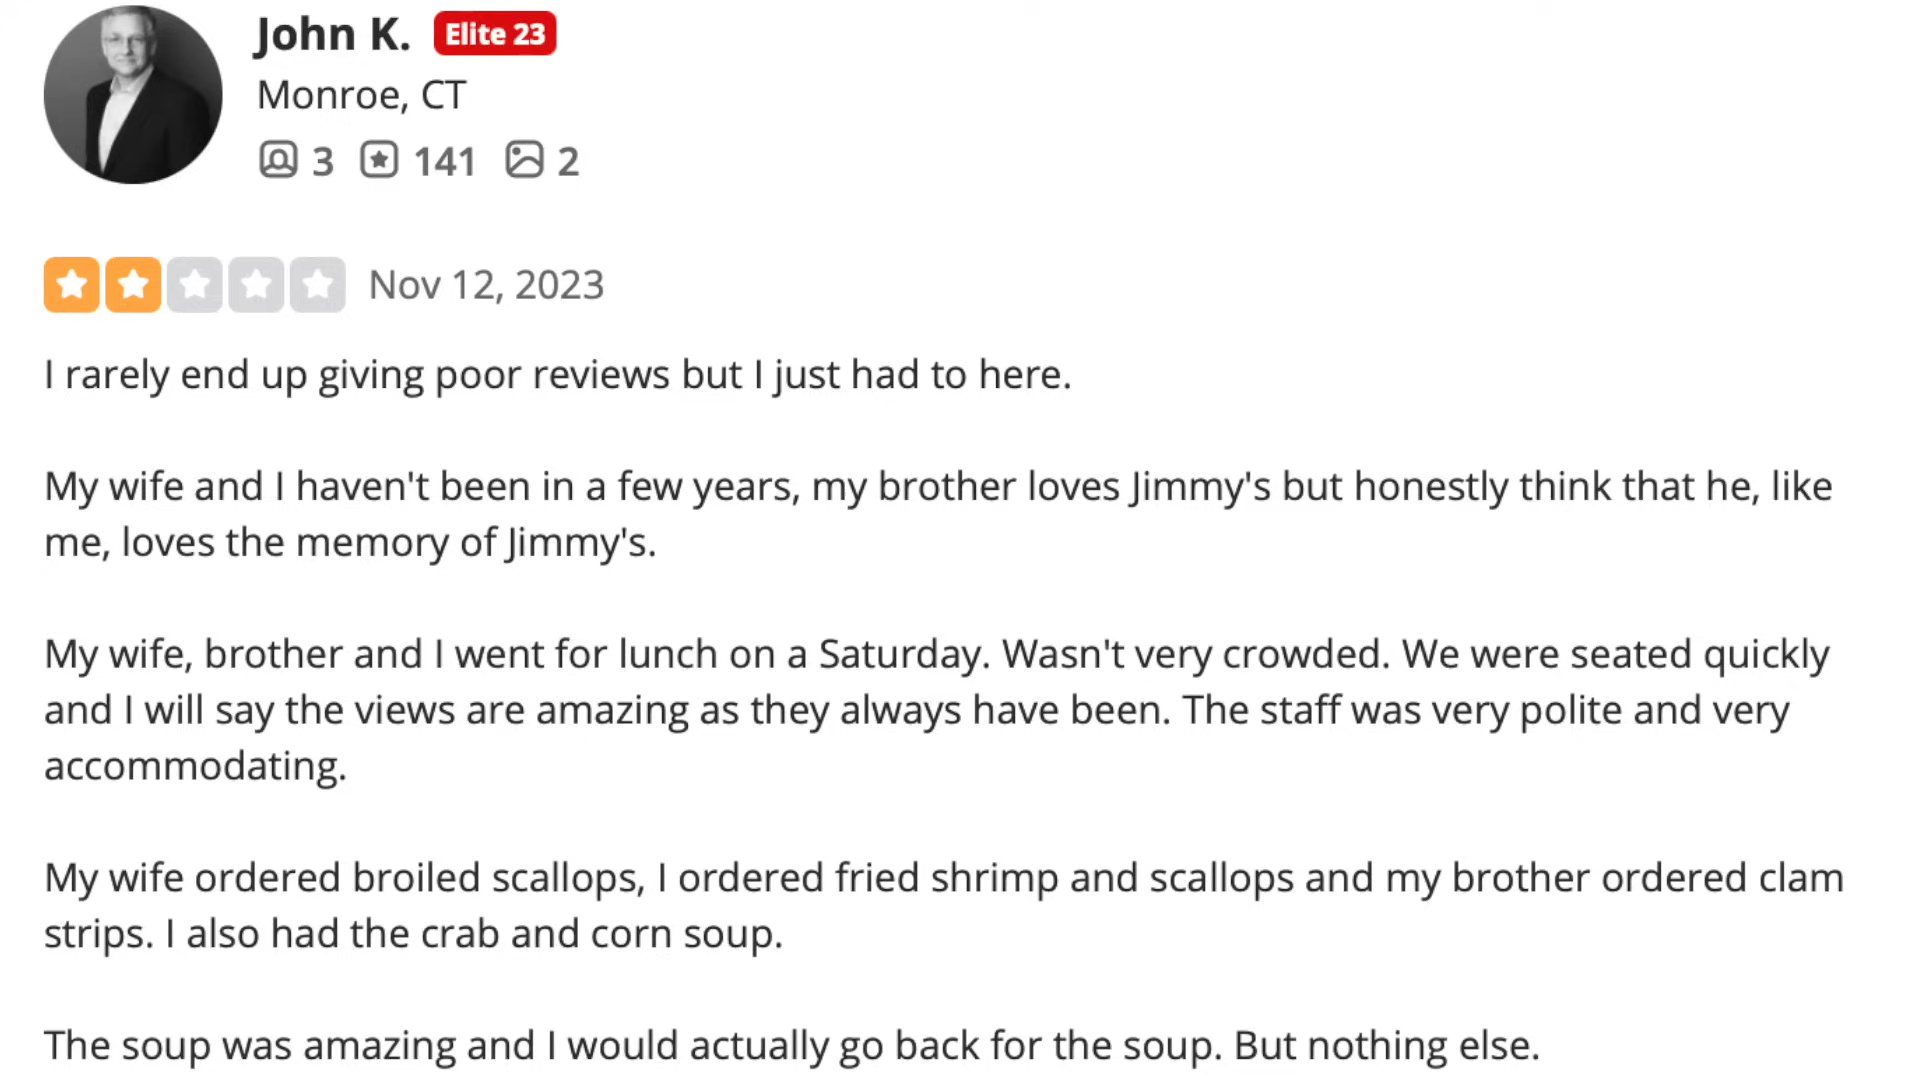 John K. Elite 23
Monroe, CT
3 141 2
Nov 12, 2023
I rarely end up giving poor reviews but I just had to here.
My wife and I haven't been in a few years, my brother loves Jimmy's but honestly think that he, like
me, loves the memory of Jimmy's.
My wife, brother and I went for lunch on a Saturday. Wasn't very crowded. We were seated quickly
and I will say the views are amazing as they always have been. The staff was very polite and very
accommodating.
My wife ordered broiled scallops, I ordered fried shrimp and scallops and my brother ordered clam
strips. I also had the crab and corn soup.
The soup was amazing and I would actually go back for the soup. But nothing else.